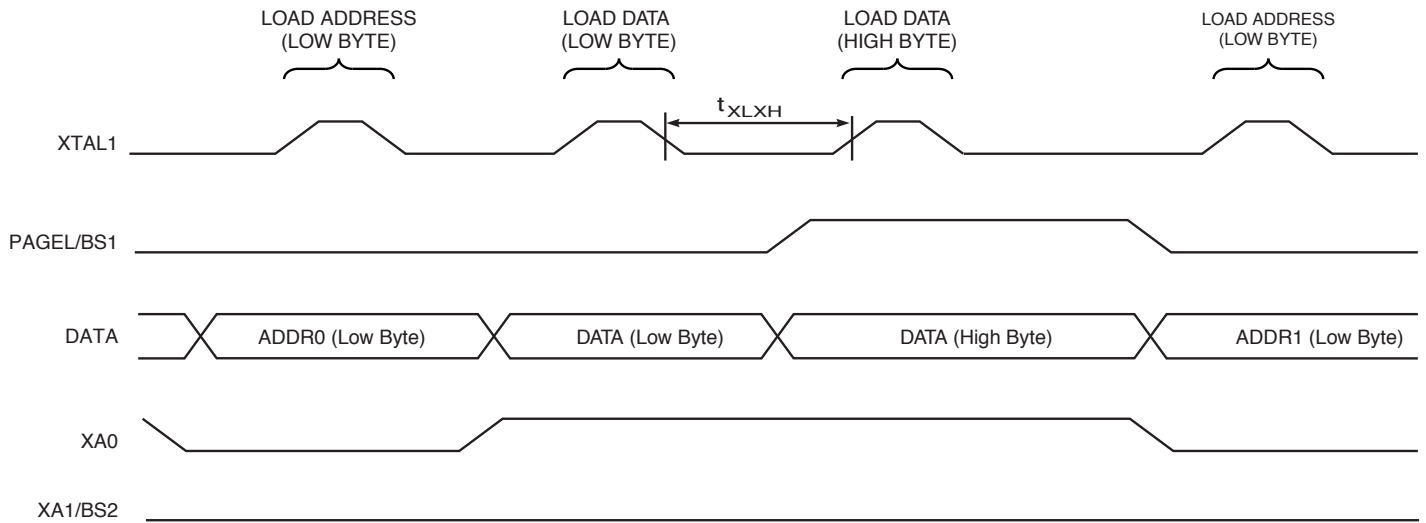 LOAD ADDRESS
(LOW BYTE)
LOAD DATA
(LOW BYTE)
LOAD DATA
(HIGH BYTE)
LOAD ADDRESS
(LOW BYTE)
tXLXH
XTAL1
PAGEL/BS1
DATA
ADDR0 (Low Byte)
DATA (Low Byte)
DATA (High Byte)
ADDR1 (Low Byte)
XA0
XA1/BS2